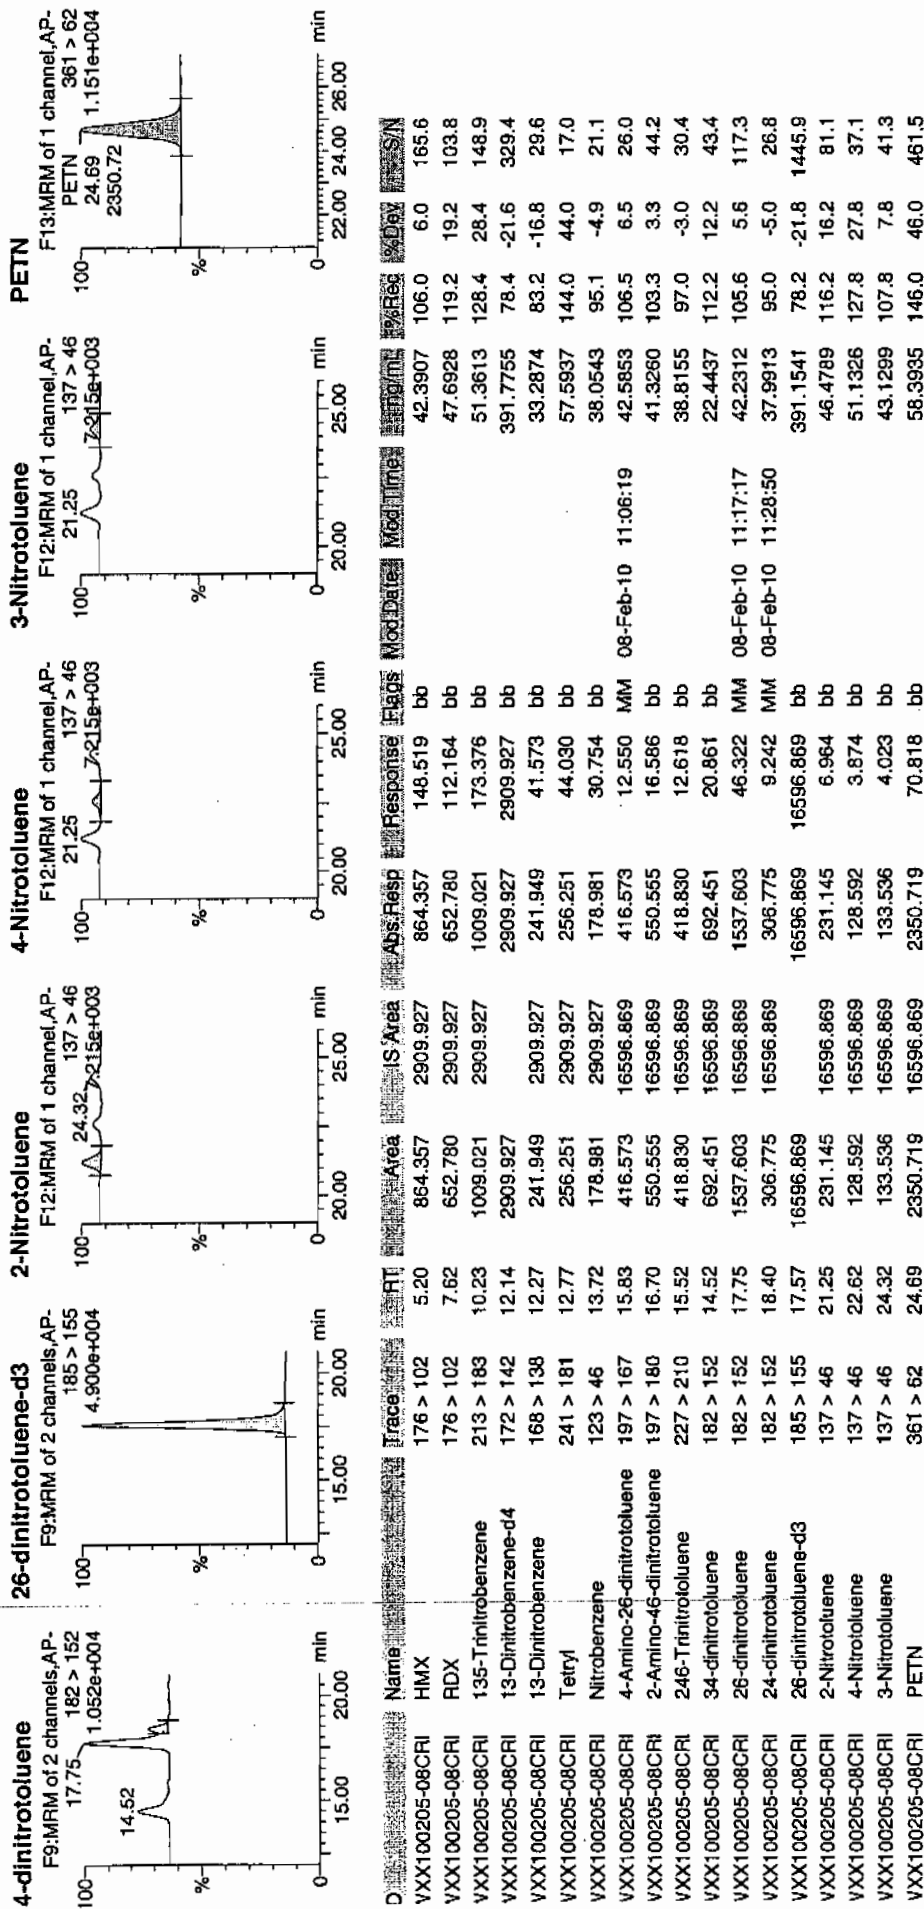 4-dinitrotoluene
F9:MRM of 2 channels,AP-
182 > 152
1.052e+004
17.75
14.52
100
%
0
15.00 20.00 min
26-dinitrotoluene-d3
F9:MRM of 2 channels,AP-
185 > 155
4.900e+004
100
%
0
15.00 20.00 min
2-Nitrotoluene
F12:MRM of 1 channel,AP-
137 > 46
7.215e+003
24.32
100
%
0
20.00 25.00 min
4-Nitrotoluene
F12:MRM of 1 channel,AP-
137 > 46
7.215e+003
21.25
100
%
0
20.00 25.00 min
3-Nitrotoluene
F12:MRM of 1 channel,AP-
137 > 46
7.215e+003
21.25
100
%
0
20.00 25.00 min
PETN
F13:MRM of 1 channel,AP-
361 > 62
1.151e+004
PETN
24.69
2350.72
100
%
0
22.00 24.00 26.00 min
D Name Trace RT Area IS Area Abs.Resp Response Flags Mod.Date Mod.Time ng/mL %Rec %Dev S/N
VXX100205-08CRI HMX 176 > 102 5.20 864.357 2909.927 864.357 148.519 bb 42.3907 106.0 6.0 165.6
VXX100205-08CRI RDX 176 > 102 7.62 652.780 2909.927 652.780 112.164 bb 47.6928 119.2 19.2 103.8
VXX100205-08CRI 135-Trinitrobenzene 213 > 183 10.23 1009.021 2909.927 1009.021 173.376 bb 51.3613 128.4 28.4 148.9
VXX100205-08CRI 13-Dinitrobenzene-d4 172 > 142 12.14 2909.927 2909.927 2909.927 bb 391.7755 78.4 -21.6 329.4
VXX100205-08CRI 13-Dinitrobenzene 168 > 138 12.27 241.949 2909.927 241.949 41.573 bb 33.2874 83.2 -16.8 29.6
VXX100205-08CRI Tetryl 241 > 181 12.77 256.251 2909.927 256.251 44.030 bb 57.5937 144.0 44.0 17.0
VXX100205-08CRI Nitrobenzene 123 > 46 13.72 178.981 2909.927 178.981 30.754 bb 38.0543 95.1 -4.9 21.1
VXX100205-08CRI 4-Amino-26-dinitrotoluene 197 > 167 15.83 416.573 16596.869 416.573 12.550 MM 08-Feb-10 11:06:19 42.5853 106.5 6.5 26.0
VXX100205-08CRI 2-Amino-46-dinitrotoluene 197 > 180 16.70 550.555 16596.869 550.555 16.586 bb 41.3260 103.3 3.3 44.2
VXX100205-08CRI 246-Trinitrotoluene 227 > 210 15.52 418.830 16596.869 418.830 12.618 bb 38.8155 97.0 -3.0 30.4
VXX100205-08CRI 34-dinitrotoluene 182 > 152 14.52 692.451 16596.869 692.451 20.861 bb 22.4437 112.2 12.2 43.4
VXX100205-08CRI 26-dinitrotoluene 182 > 152 17.75 1537.603 16596.869 1537.603 46.322 MM 08-Feb-10 11:17:17 42.2312 105.6 5.6 117.3
VXX100205-08CRI 24-dinitrotoluene 182 > 152 18.40 306.775 16596.869 306.775 9.242 MM 08-Feb-10 11:28:50 37.9913 95.0 -5.0 26.8
VXX100205-08CRI 26-dinitrotoluene-d3 185 > 155 17.57 16596.869 16596.869 16596.869 bb 391.1541 78.2 -21.8 1445.9
VXX100205-08CRI 2-Nitrotoluene 137 > 46 21.25 231.145 16596.869 231.145 6.964 bb 46.4789 116.2 16.2 81.1
VXX100205-08CRI 4-Nitrotoluene 137 > 46 22.62 128.592 16596.869 128.592 3.874 bb 51.1326 127.8 27.8 37.1
VXX100205-08CRI 3-Nitrotoluene 137 > 46 24.32 133.536 16596.869 133.536 4.023 bb 43.1299 107.8 7.8 41.3
VXX100205-08CRI PETN 361 > 62 24.69 2350.719 16596.869 2350.719 70.818 bb 58.3935 146.0 46.0 461.5